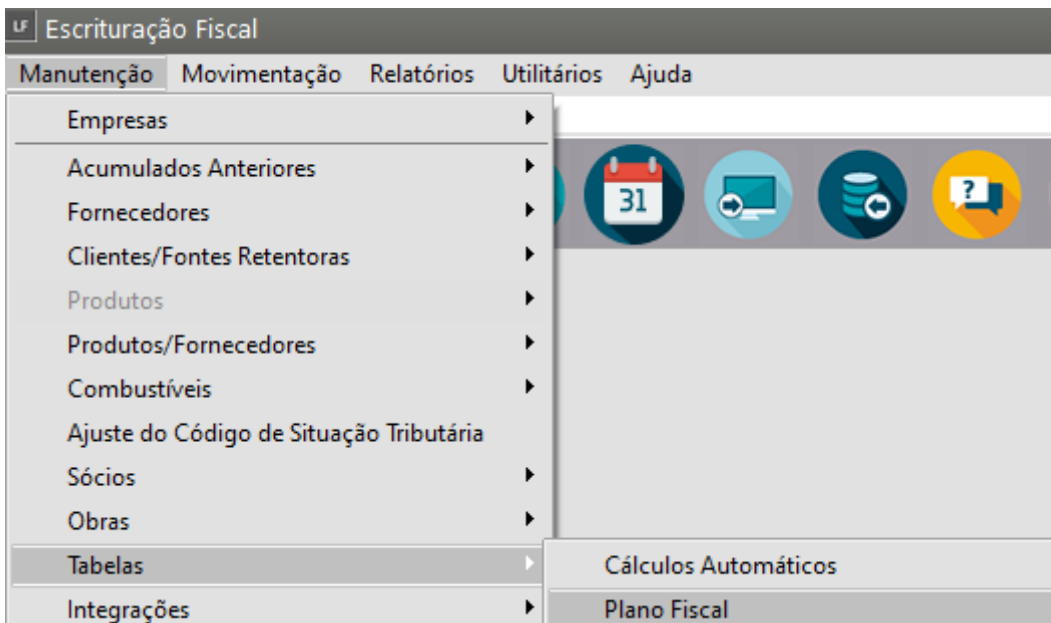 LF Escrituração Fiscal
Manutenção Movimentação Relatórios Utilitários Ajuda
Empresas
Acumulados Anteriores
31
?
Fornecedores
Clientes/Fontes Retentoras
Produtos
Produtos/Fornecedores
Combustíveis
Ajuste do Código de Situação Tributária
Sócios
Obras
Tabelas
Cálculos Automáticos
Integrações
Plano Fiscal